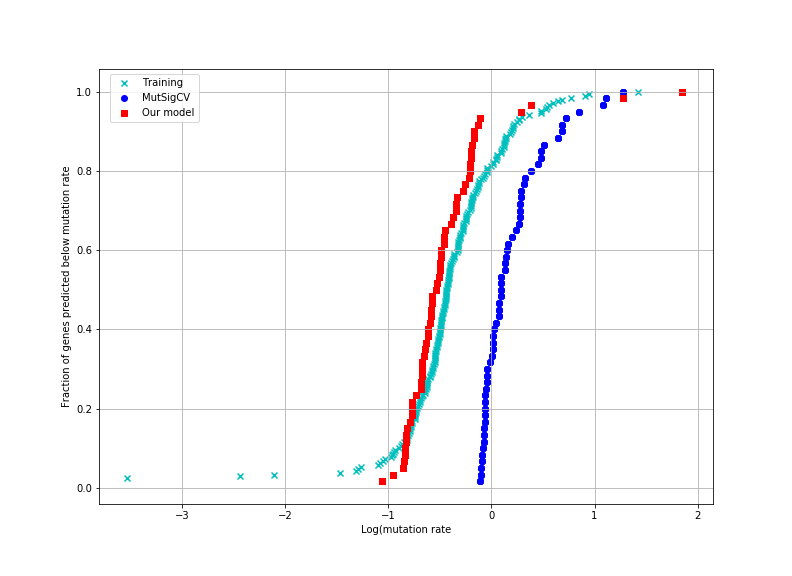 Training
MutSigCV
Our model
1.0
0.8
0.6
0.4
0.2
0.0
Fraction of genes predicted below mutation rate
−3
−2
−1
0
1
2
Log(mutation rate